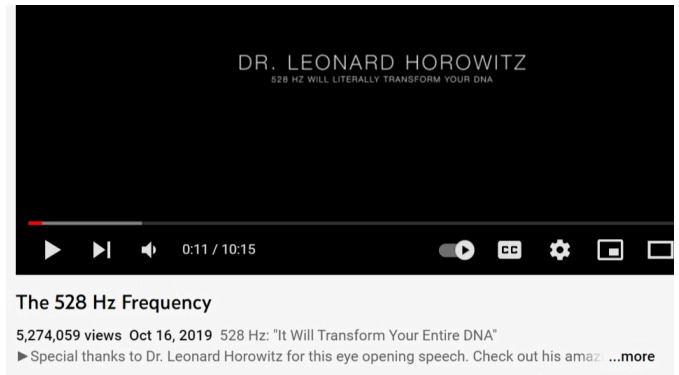 DR. LEONARD HOROWITZ
528 HZ WILL LITERALLY TRANSFORM YOUR DNA
0:11 / 10:15
CC
The 528 Hz Frequency
5,274,059 views Oct 16, 2019 528 Hz: "It Will Transform Your Entire DNA"
▶Special thanks to Dr. Leonard Horowitz for this eye opening speech. Check out his amaz ...more